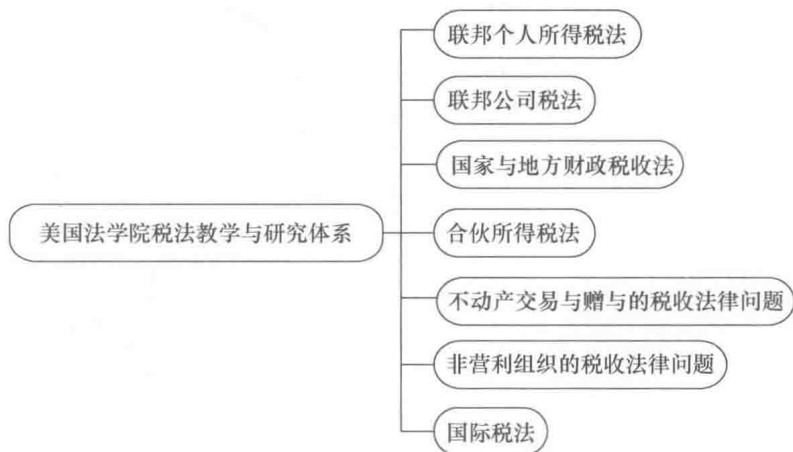 联邦个人所得税法
联邦公司税法
国家与地方财政税收法
美国法学院税法教学与研究体系
合伙所得税法
不动产交易与赠与的税收法律问题
非营利组织的税收法律问题
国际税法